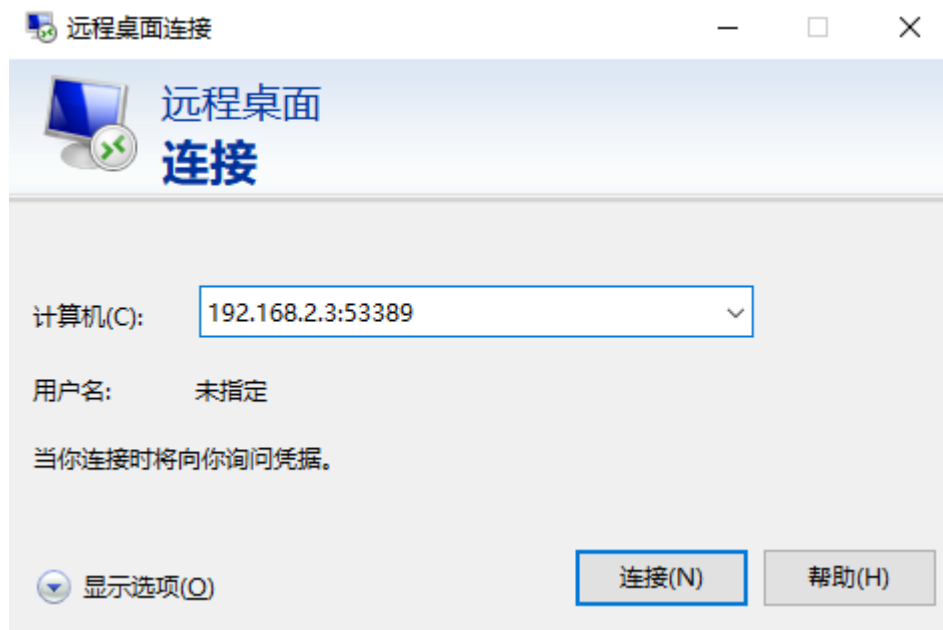 远程桌面连接
远程桌面
连接
计算机(C): 192.168.2.3:53389
用户名: 未指定
当你连接时将向你询问凭据。
显示选项(O) 连接(N) 帮助(H)